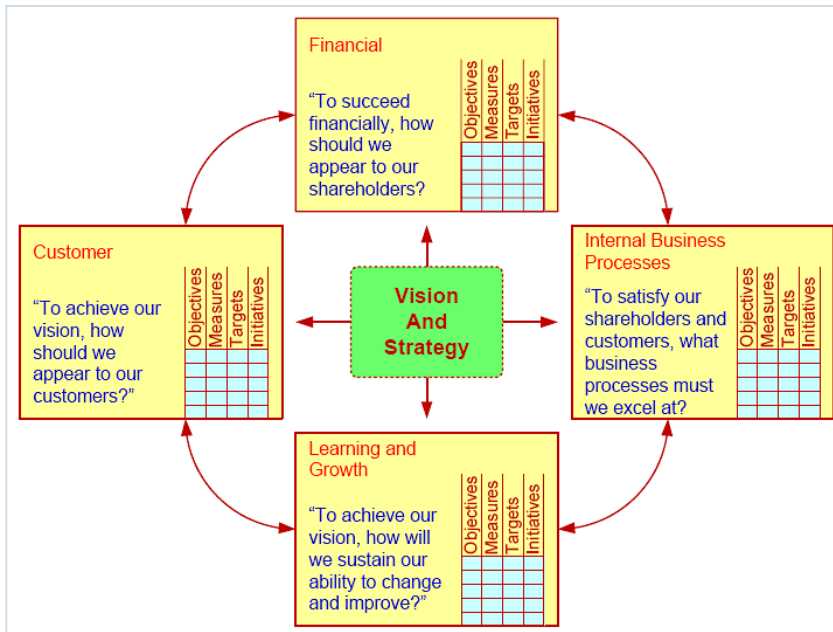 Financial
“To succeed
financially, how
should we
appear to our
shareholders?
Objectives
Measures
Targets
Initiatives
Customer
“To achieve our
vision, how
should we
appear to our
customers?”
Objectives
Measures
Targets
Initiatives
Vision
And
Strategy
Internal Business
Processes
“To satisfy our
shareholders and
customers, what
business
processes must
we excel at?
Objectives
Measures
Targets
Initiatives
Learning and
Growth
“To achieve our
vision, how will
we sustain our
ability to change
and improve?”
Objectives
Measures
Targets
Initiatives